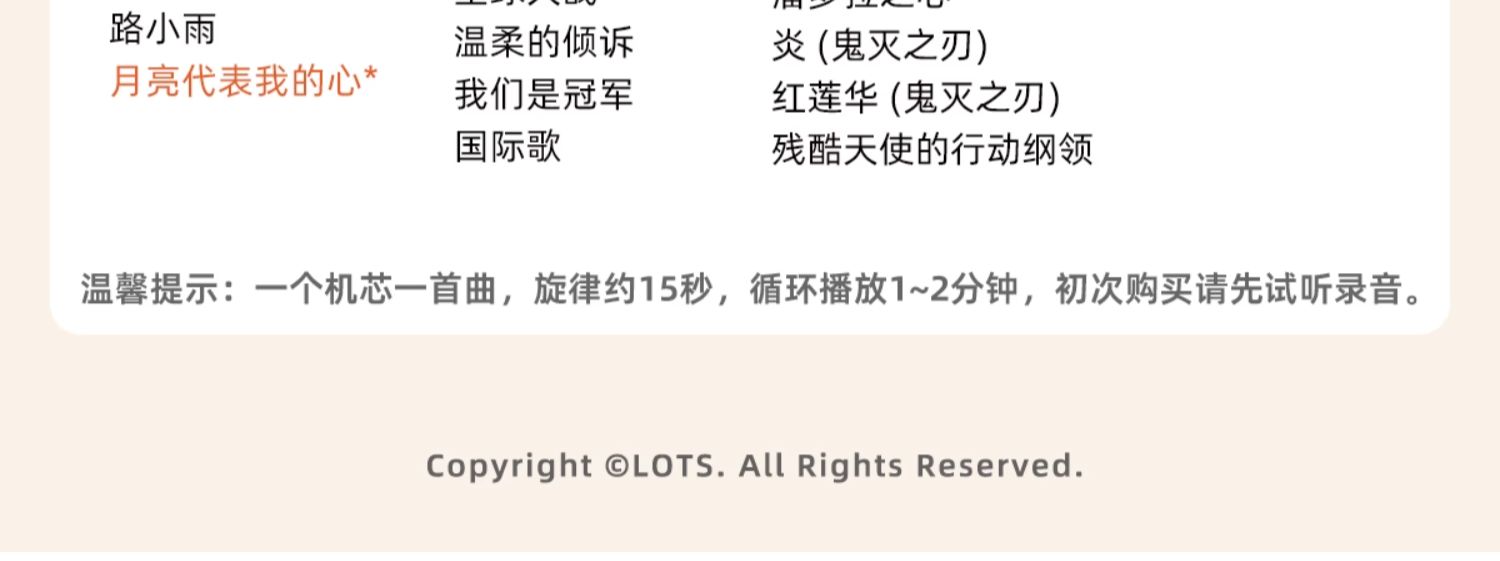 路小雨
月亮代表我的心*
温柔的倾诉
我们是冠军
国际歌
炎 (鬼灭之刃)
红莲华 (鬼灭之刃)
残酷天使的行动纲领
温馨提示：一个机芯一首曲，旋律约15秒，循环播放1~2分钟，初次购买请先试听录音。
Copyright ©LOTS. All Rights Reserved.